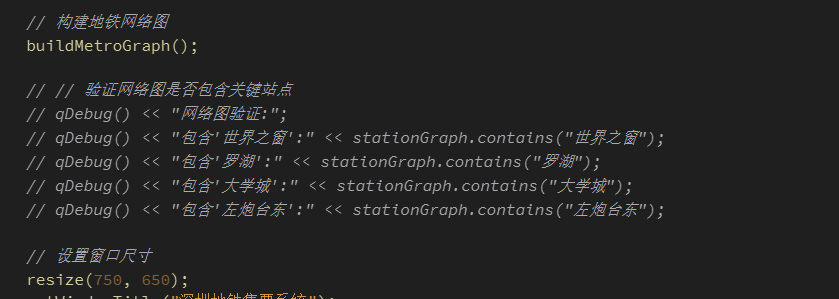 // 构建地铁网络图
buildMetroGraph();
// // 验证网络图是否包含关键站点
// qDebug() << "网络图验证:";
// qDebug() << "包含'世界之窗':" << stationGraph.contains("世界之窗");
// qDebug() << "包含'罗湖':" << stationGraph.contains("罗湖");
// qDebug() << "包含'大学城':" << stationGraph.contains("大学城");
// qDebug() << "包含'左炮台东':" << stationGraph.contains("左炮台东");
// 设置窗口尺寸
resize(750, 650);